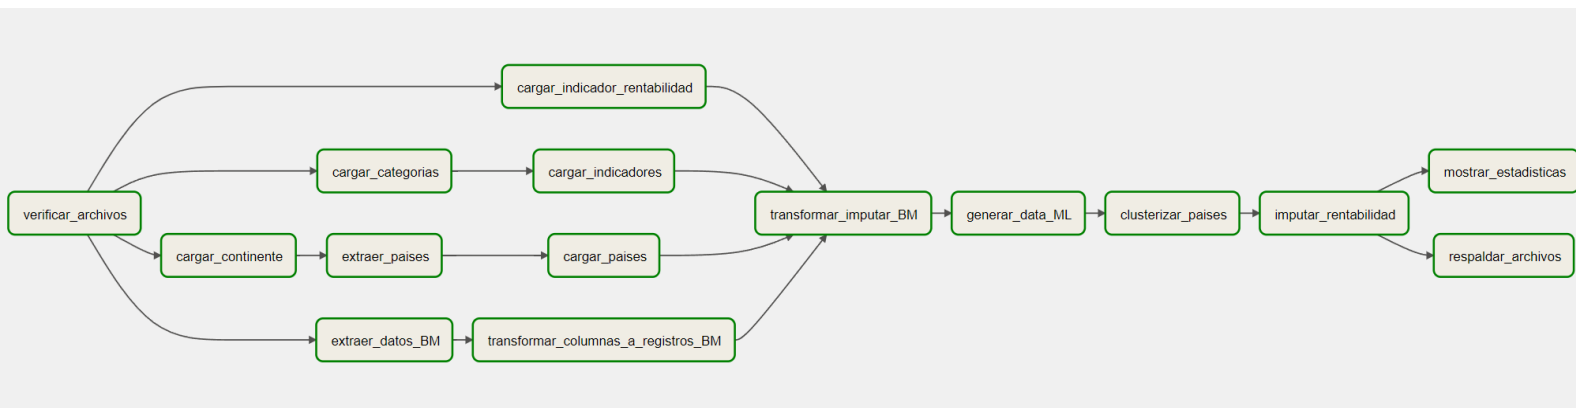 cargar_indicador_rentabilidad
cargar_categorias
cargar_indicadores
mostrar_estadisticas
verificar_archivos
transformar_imputar_BM
generar_data_ML
clusterizar_paises
imputar_rentabilidad
cargar_continente
extraer_paises
cargar_paises
respaldar_archivos
extraer_datos_BM
transformar_columnas_a_registros_BM